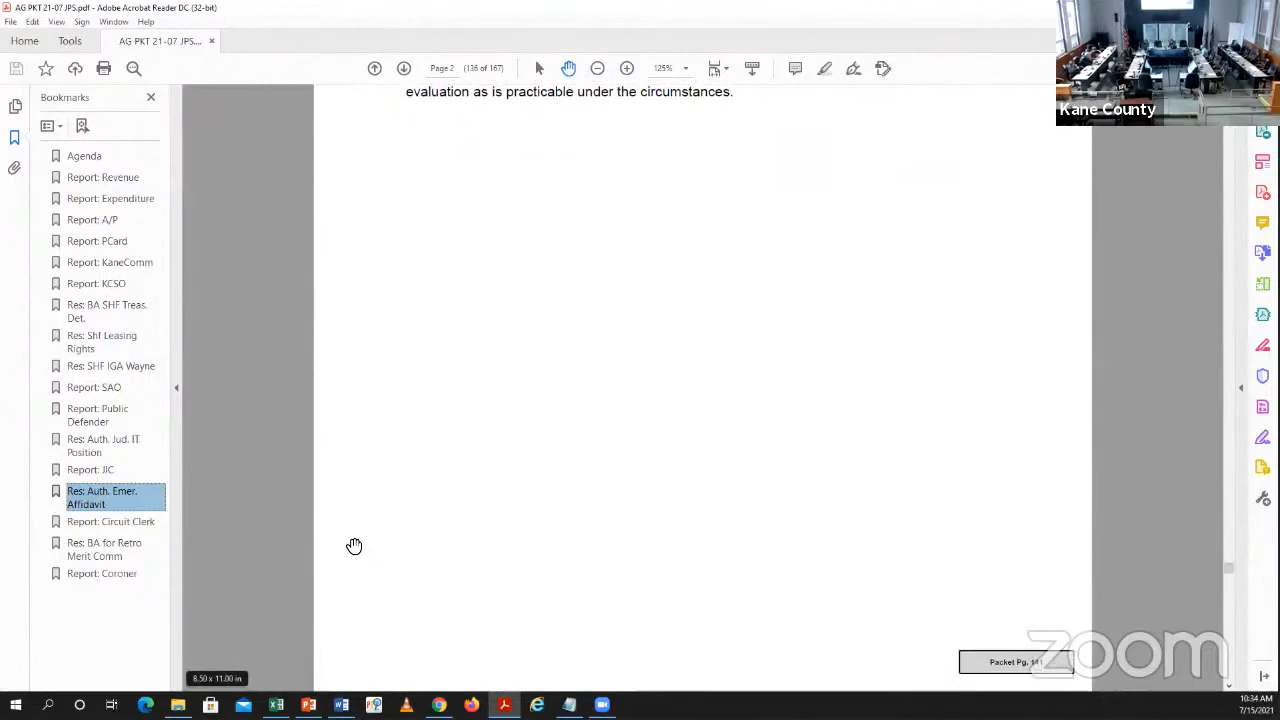 AG PKT 21-07 JPS.pdf - Adobe Acrobat Reader DC (32-bit)
File Edit View Sign Window Help
Home Tools AG PKT 21-07 JPS.... ×
Page 2 (136 of 167) 125%
Bookmarks
Agenda
Report: Revenue
Report: Expenditure
Report: A/P
Report: PCard
Report: KaneComm
Report: KCSO
Res: BA SHF Treas.
Det.
Res: Shf Leasing
Rights
Res: SHF IGA Wayne
Report: SAO
Report: Public
Defender
Res: Auth. Jud. IT
Position
Report: JIC
Res: Auth. Emer.
Affidavit
Report: Circuit Clerk
Res: BA for Retro
Merit Comm
Report: Coroner
evaluation as is practicable under the circumstances.
Kane County
Packet Pg.
zoom
8.50 x 11.00 in
10:34 AM
7/15/2021